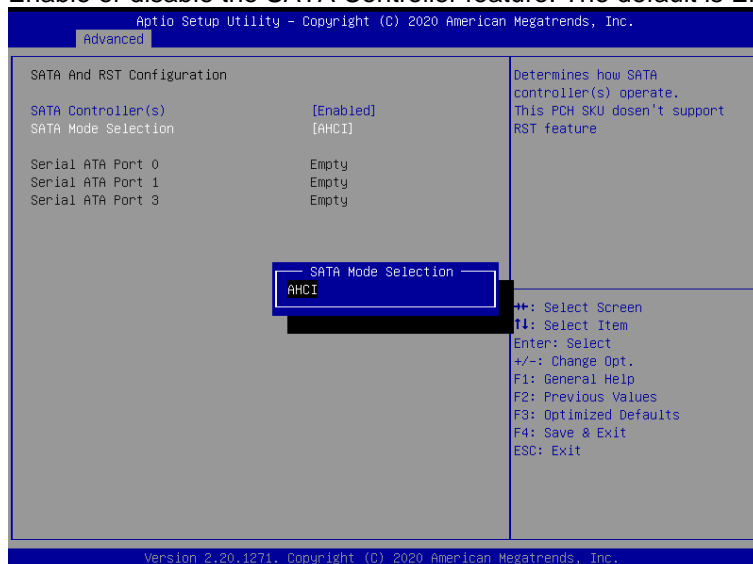 Enable or disable the SATA Controller feature. The default is
Aptio Setup Utility – Copyright (C) 2020 American Megatrends, Inc.
Advanced
SATA And RST Configuration
SATA Controller(s) [Enabled]
SATA Mode Selection [AHCI]
Serial ATA Port 0 Empty
Serial ATA Port 1 Empty
Serial ATA Port 3 Empty
SATA Mode Selection
AHCI
Determines how SATA
controller(s) operate.
This PCH SKU dosen't support
RST feature
→←: Select Screen
↑↓: Select Item
Enter: Select
+/-: Change Opt.
F1: General Help
F2: Previous Values
F3: Optimized Defaults
F4: Save & Exit
ESC: Exit
Version 2.20.1271. Copyright (C) 2020 American Megatrends, Inc.